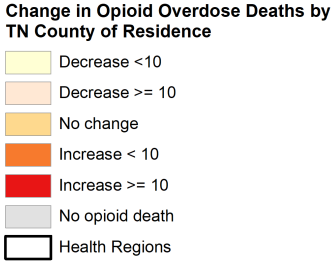 Change in Opioid Overdose Deaths by
TN County of Residence
Decrease <10
Decrease >= 10
No change
Increase < 10
Increase >= 10
No opioid death
Health Regions